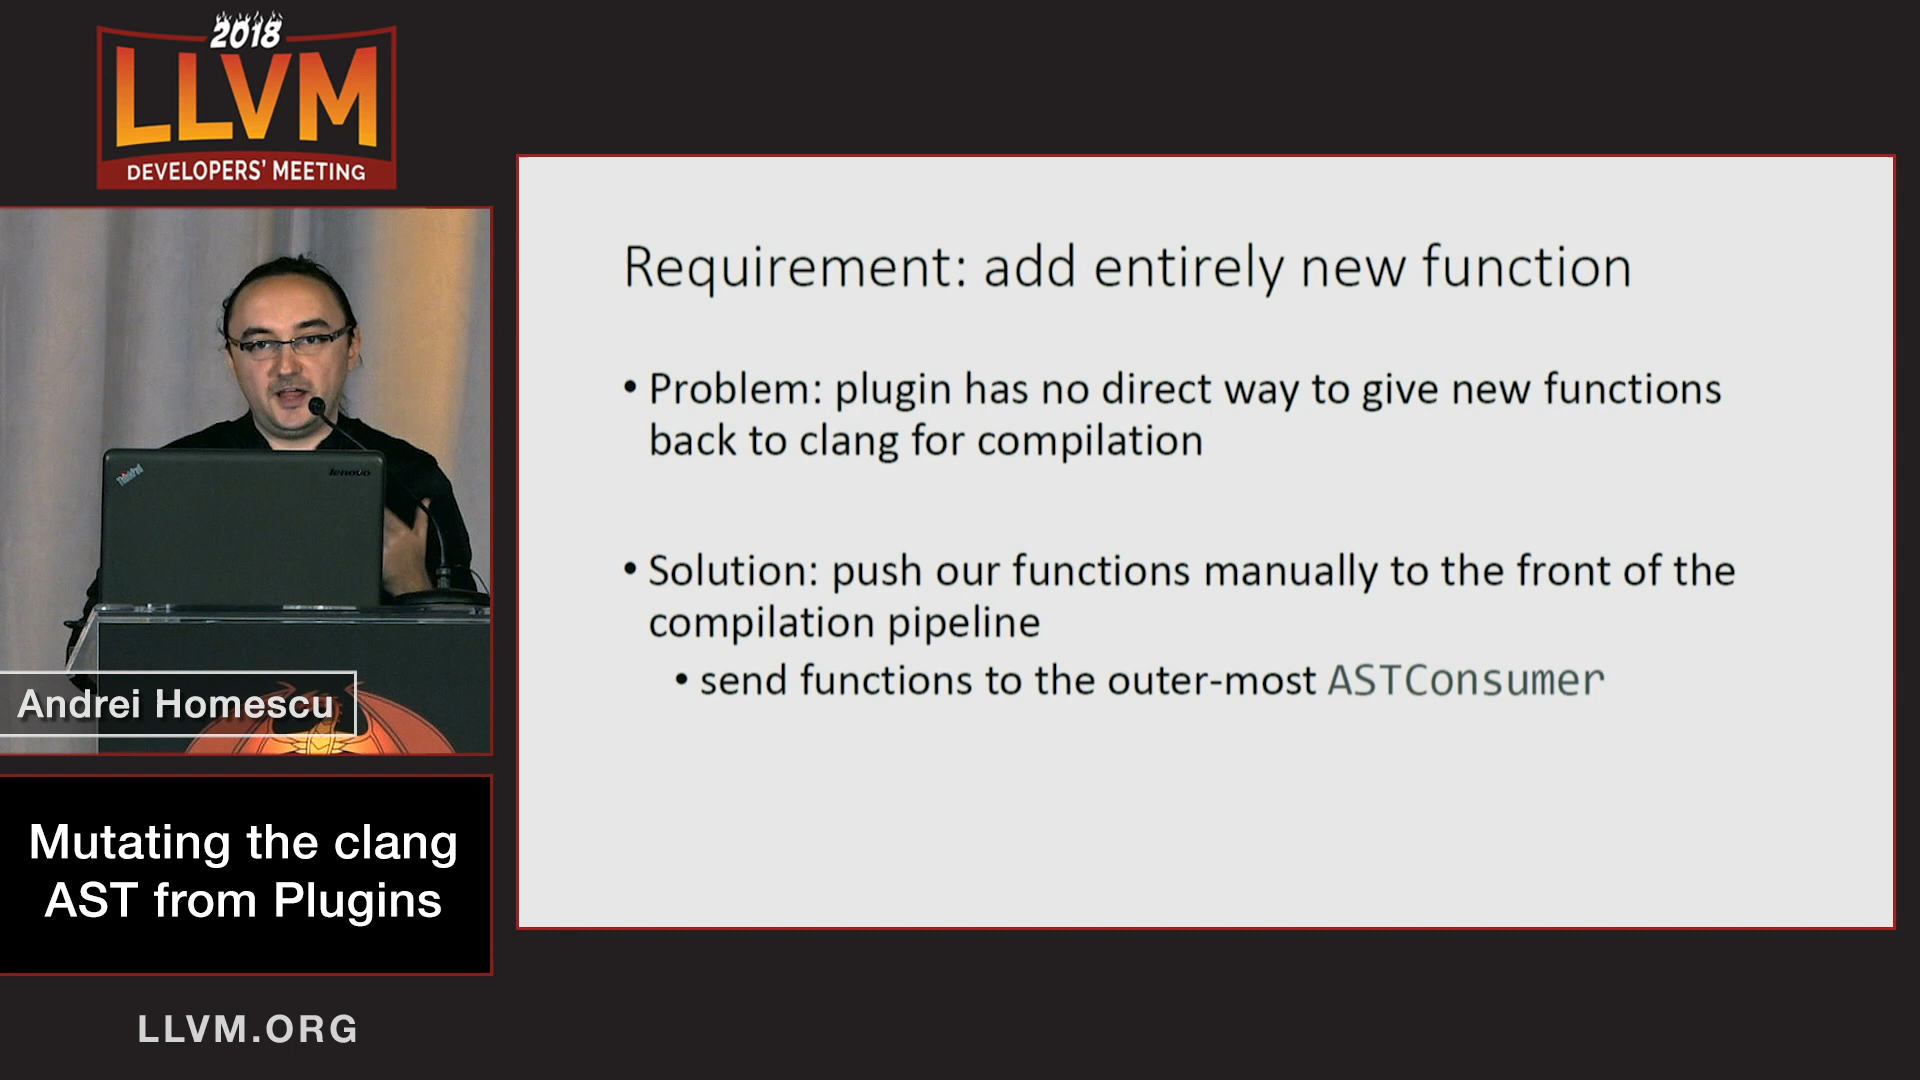 2018
LLVM
DEVELOPERS' MEETING
ThinkPad
lenovo
Andrei Homescu
Mutating the clang
AST from Plugins
LLVM.ORG
Requirement: add entirely new function
• Problem: plugin has no direct way to give new functions
back to clang for compilation
• Solution: push our functions manually to the front of the
compilation pipeline
• send functions to the outer-most ASTConsumer